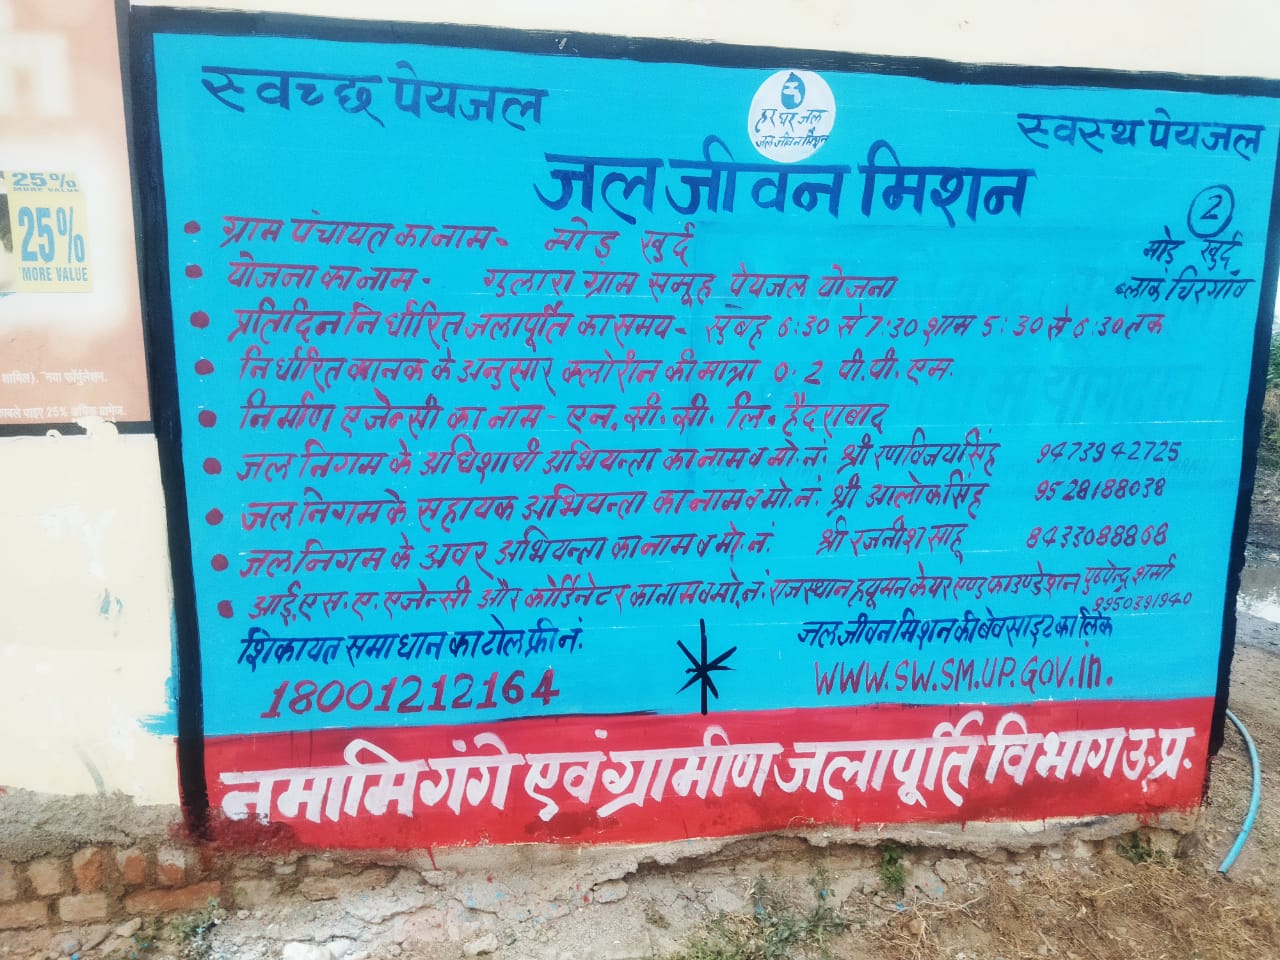 स्वच्छ पेयजल
हर घर जल
जल जीवन मिशन
स्वस्थ पेयजल
जल जीवन मिशन
2
मोड़ खुर्द
ब्लाक चिरगांव
• ग्राम पंचायत का नाम - मोड़ खुर्द
• योजना का नाम - गुलारा ग्राम समूह पेयजल योजना
• प्रतिदिन निर्धारित जलापूर्ति का समय - सुबह 6:30 से 7:30 शाम 5:30 से 6:30 तक
• निर्धारित मानक के अनुसार क्लोरीन की मात्रा 0.2 पी.पी. एम.
• निर्माण एजेन्सी का नाम - एन. सी. सी. लि. हैदराबाद
• जल निगम के अधिशाषी अभियन्ता का नाम व मो. नं. श्री रणविजय सिंह 9473942725
• जल निगम के सहायक अभियन्ता का नाम व मो. नं. श्री आलोक सिंह 9528188038
• जल निगम के अवर अभियन्ता का नाम व मो. नं. श्री रजनीश साहू 8433088868
• आई. एस. ए. एजेन्सी और कोर्डिनेटर का नाम व मो. नं. राजस्थान ह्यूमन केयर एण्ड फाउण्डेशन पुष्पेन्द्र शर्मा
9950391940
शिकायत समाधान का टोल फ्री नं.
18001212164
जल जीवन मिशन की बेवसाइट का लिंक
WWW.SW.SM.UP.GOV.in.
नमामि गंगे एवं ग्रामीण जलापूर्ति विभाग उ.प्र.
25%
MORE VALUE
25%
MORE VALUE
शामिल). नया फॉर्मुलेशन.